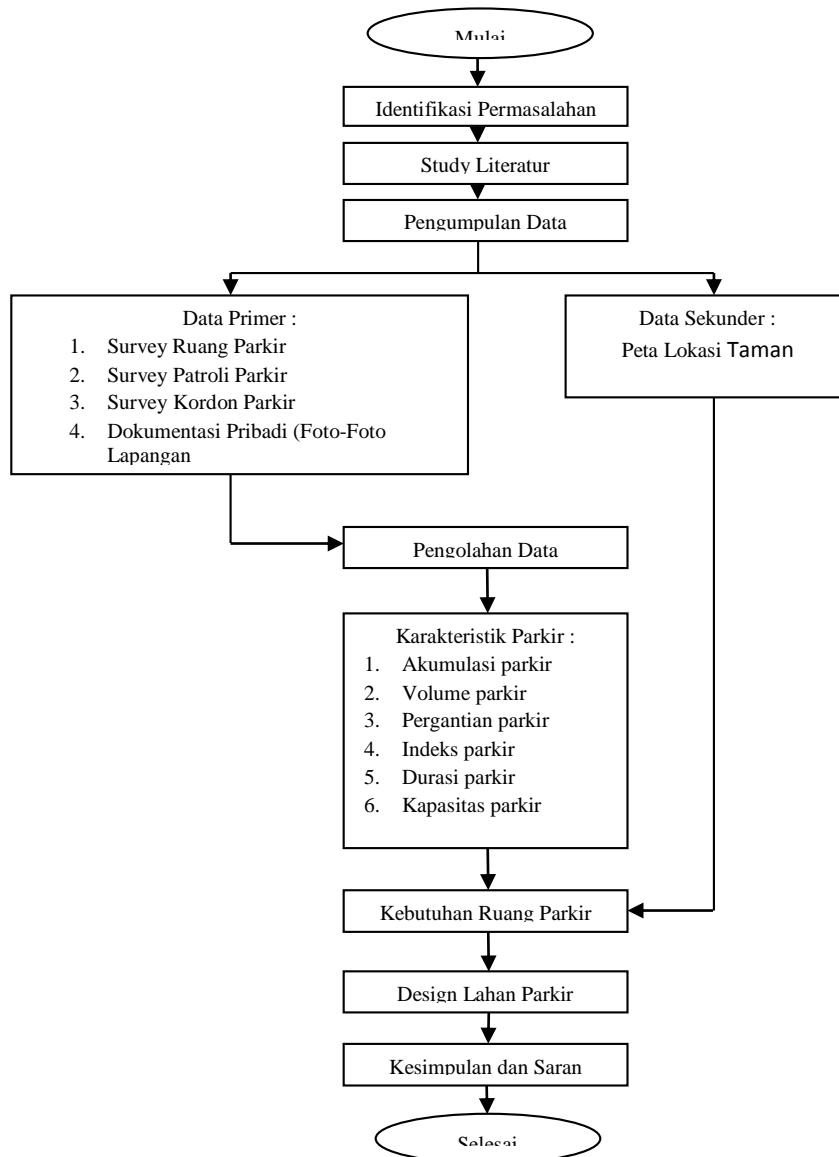 Mulai
Identifikasi Permasalahan
Study Literatur
Pengumpulan Data
Data Primer :
1. Survey Ruang Parkir
2. Survey Patroli Parkir
3. Survey Kordon Parkir
4. Dokumentasi Pribadi (Foto-Foto
Lapangan
Data Sekunder :
Peta Lokasi Taman
Pengolahan Data
Karakteristik Parkir :
1. Akumulasi parkir
2. Volume parkir
3. Pergantian parkir
4. Indeks parkir
5. Durasi parkir
6. Kapasitas parkir
Kebutuhan Ruang Parkir
Design Lahan Parkir
Kesimpulan dan Saran
Selesai